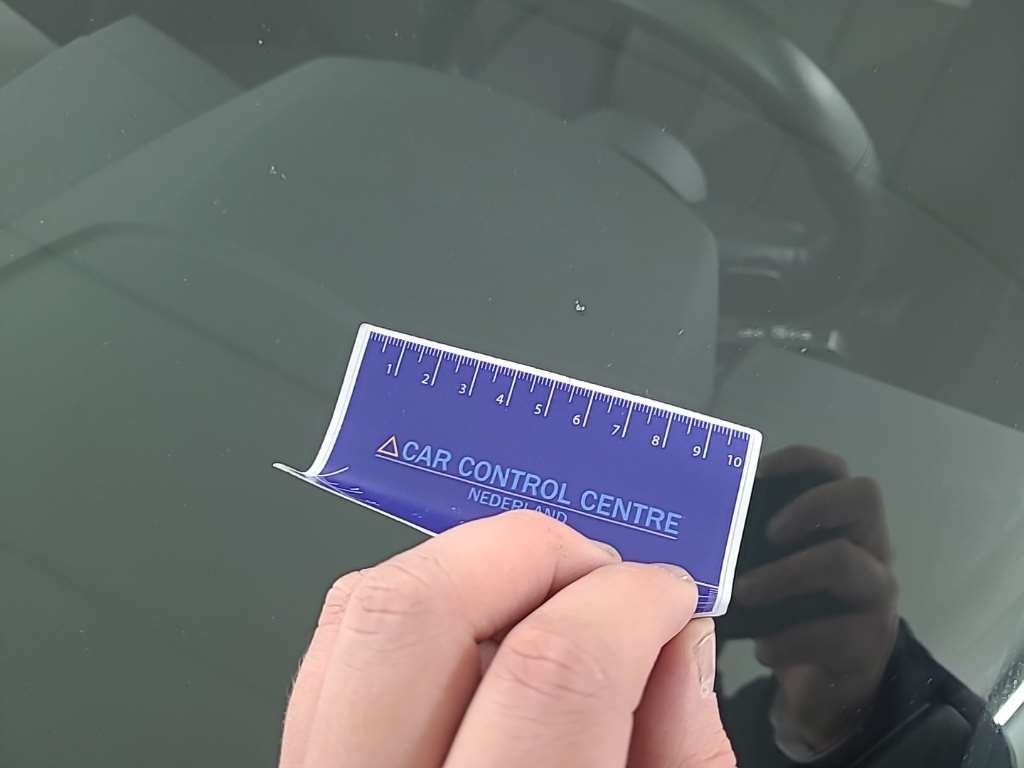 1 2 3 4 5 6 7 8 9 10
CAR CONTROL CENTRE
NEDERLAND